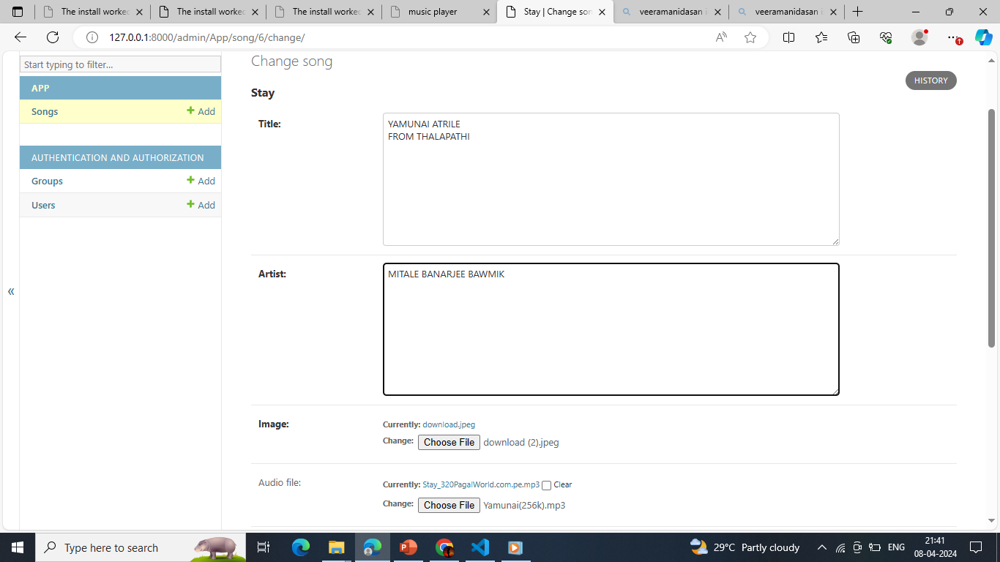 The install worked
The install worked
The install worked
music player
Stay | Change son
veeramanidasan i
veeramanidasan i
127.0.0.1:8000/admin/App/song/6/change/
Start typing to filter...
APP
Songs
Add
AUTHENTICATION AND AUTHORIZATION
Groups
Add
Users
Add
«
Change song
HISTORY
Stay
Title:
YAMUNAI ATRILE
FROM THALAPATHI
Artist:
MITALE BANARJEE BAWMIK
Image:
Currently: download.jpeg
Change: Choose File download (2).jpeg
Audio file:
Currently: Stay_320PagalWorld.com.pe.mp3 Clear
Change: Choose File Yamunai(256k).mp3
Type here to search
29°C Partly cloudy
ENG
21:41
08-04-2024